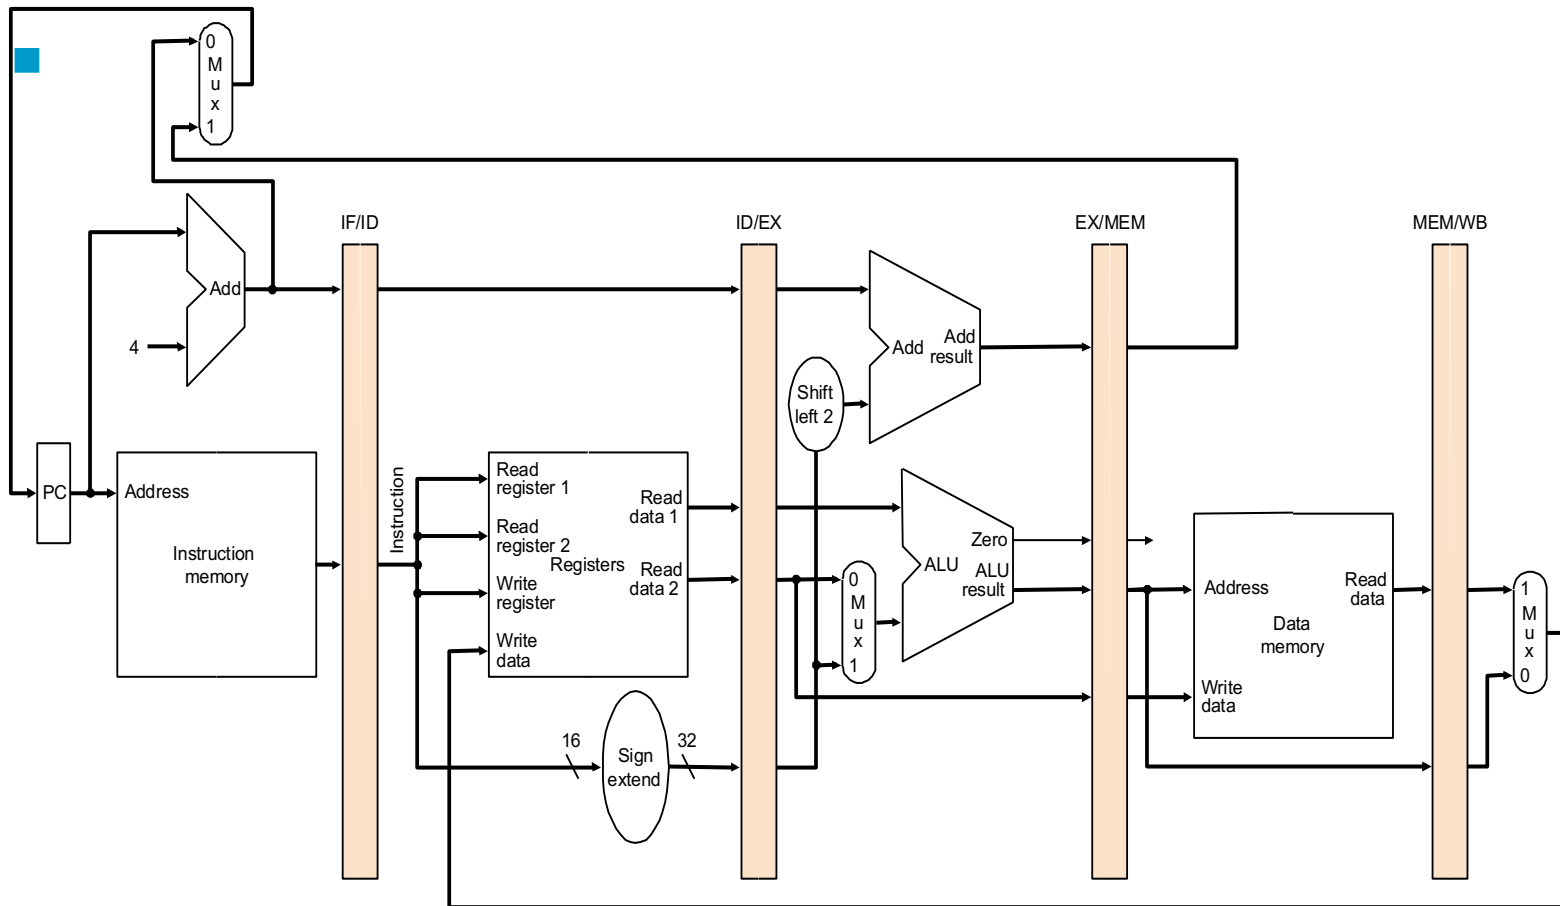 0
M
u
x
1
IF/ID
ID/EX
EX/MEM
MEM/WB
Add
4
Add
Add
result
Shift
left 2
PC
Address
Instruction
memory
Instruction
Read
register 1
Read
register 2
Write
register
Write
data
Registers
Read
data 1
Read
data 2
16
Sign
extend
32
0
M
u
x
1
Zero
ALU
ALU
result
Address
Write
data
Data
memory
Read
data
1
M
u
x
0